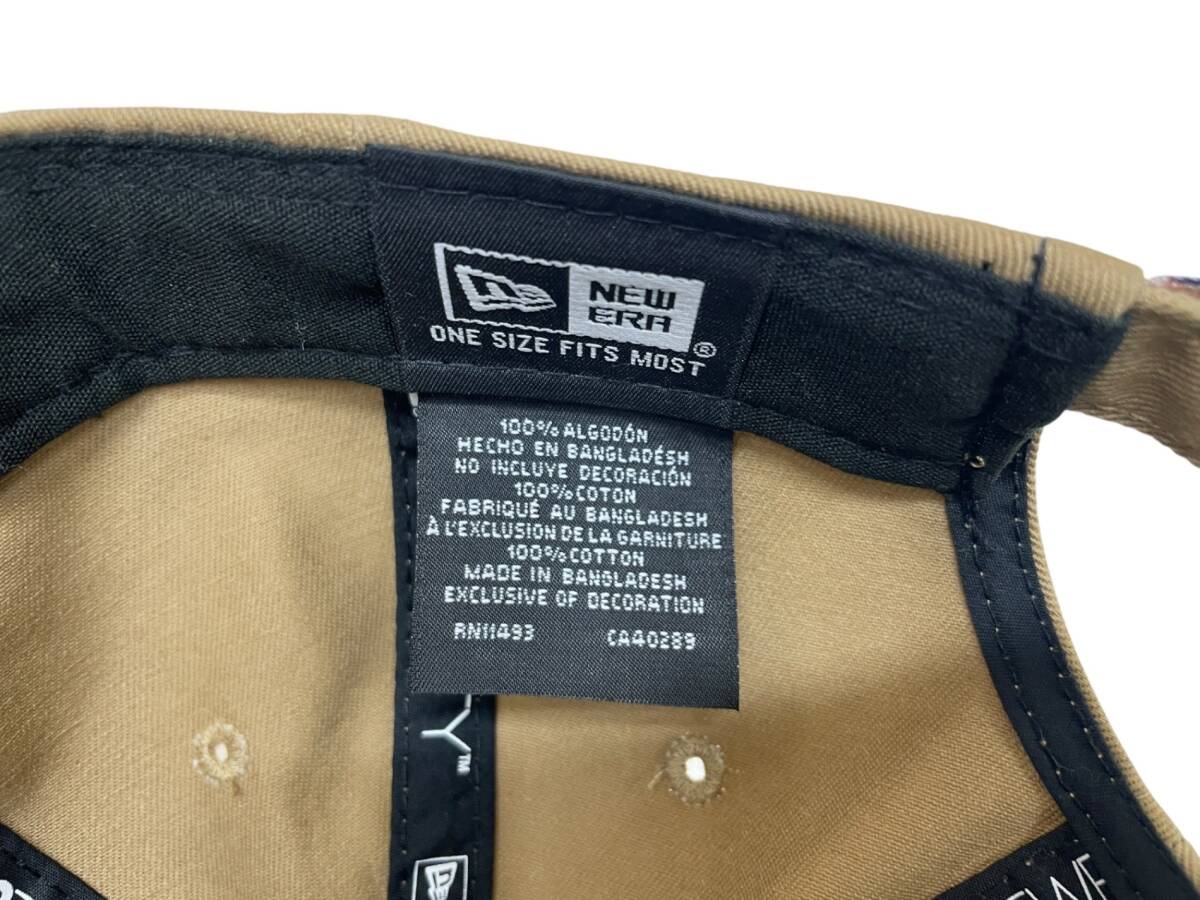 NEW
ERA
ONE SIZE FITS MOST ®
100% ALGODÓN
HECHO EN BANGLADÉSH
NO INCLUYE DECORACIÓN
100% COTON
FABRIQUÉ AU BANGLADESH
À L'EXCLUSION DE LA GARNITURE
100% COTTON
MADE IN BANGLADESH
EXCLUSIVE OF DECORATION
RN11493 CA40289
TY™